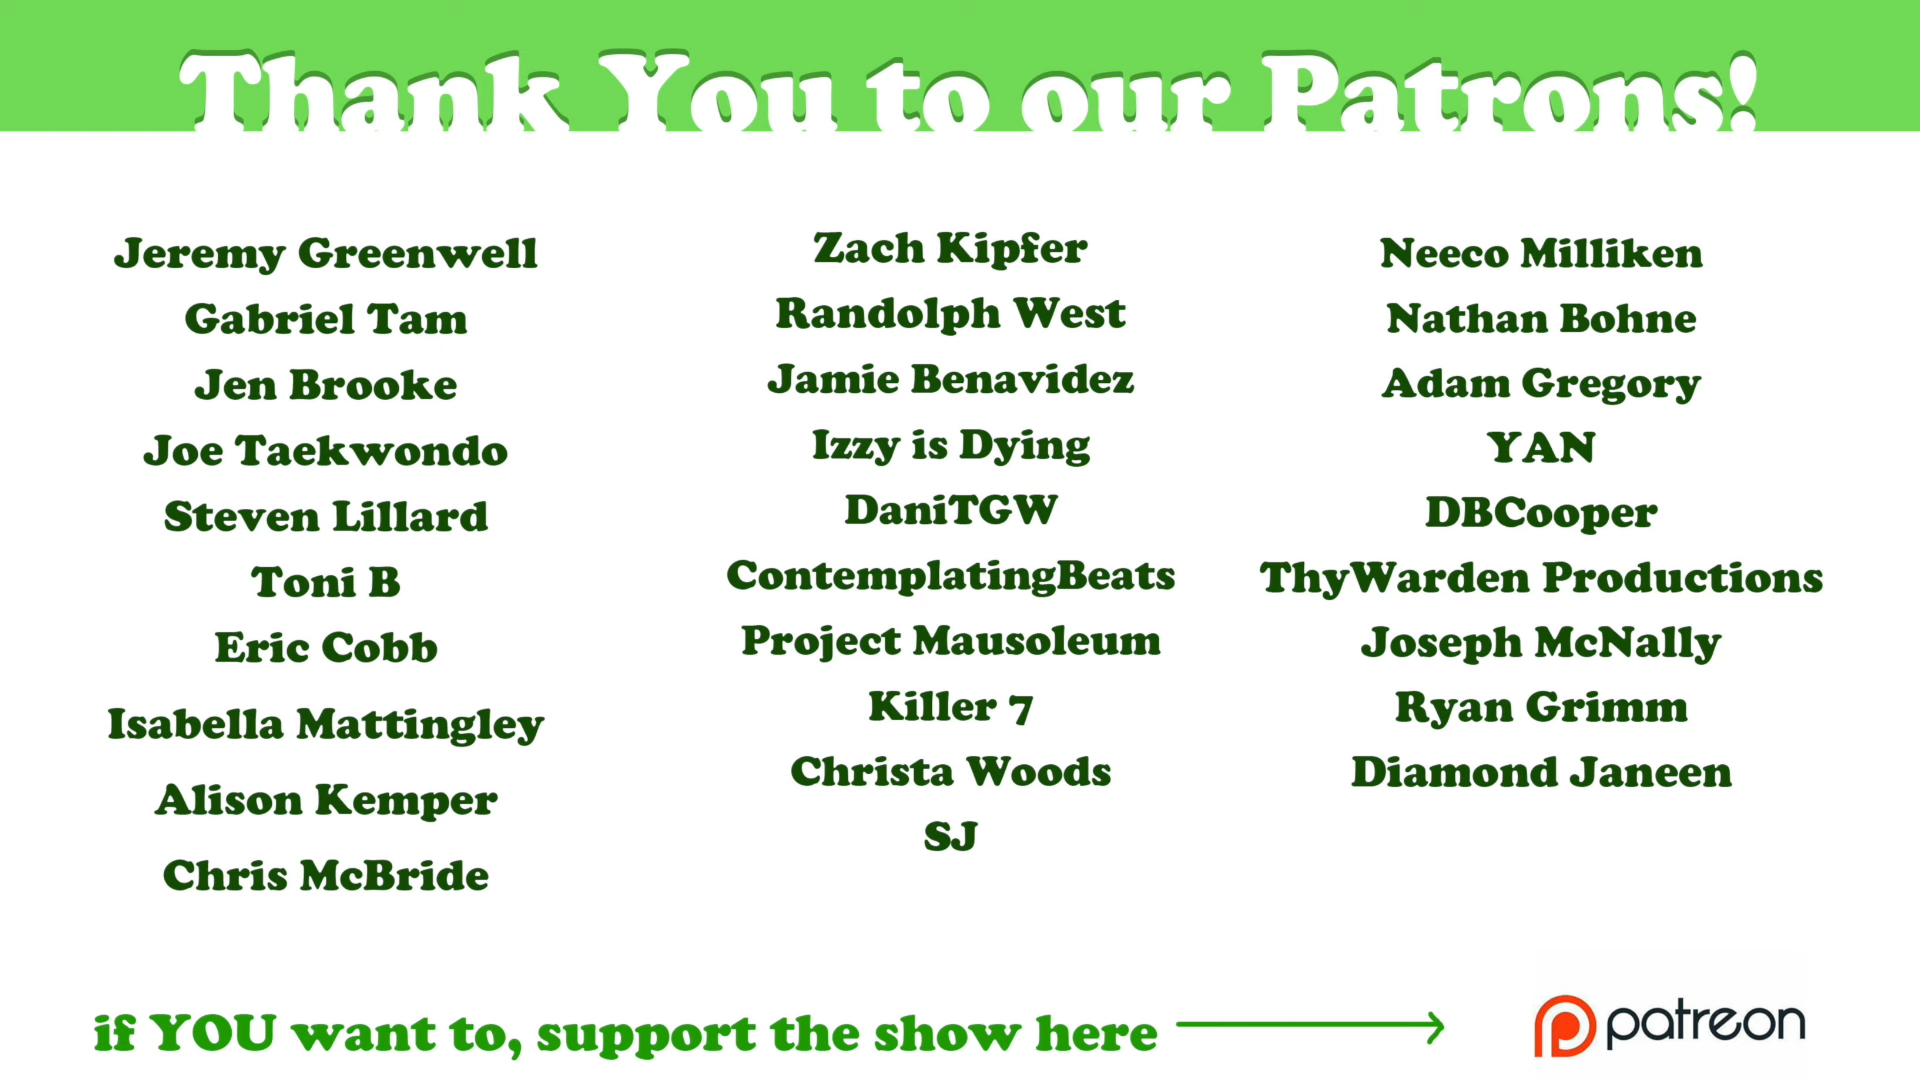 Thank You to our Patrons!
Jeremy Greenwell
Gabriel Tam
Jen Brooke
Joe Taekwondo
Steven Lillard
Toni B
Eric Cobb
Isabella Mattingley
Alison Kemper
Chris McBride
Zach Kipfer
Randolph West
Jamie Benavidez
Izzy is Dying
DaniTGW
ContemplatingBeats
Project Mausoleum
Killer 7
Christa Woods
SJ
Neeco Milliken
Nathan Bohne
Adam Gregory
YAN
DBCooper
ThyWarden Productions
Joseph McNally
Ryan Grimm
Diamond Janeen
if YOU want to, support the show here
patreon